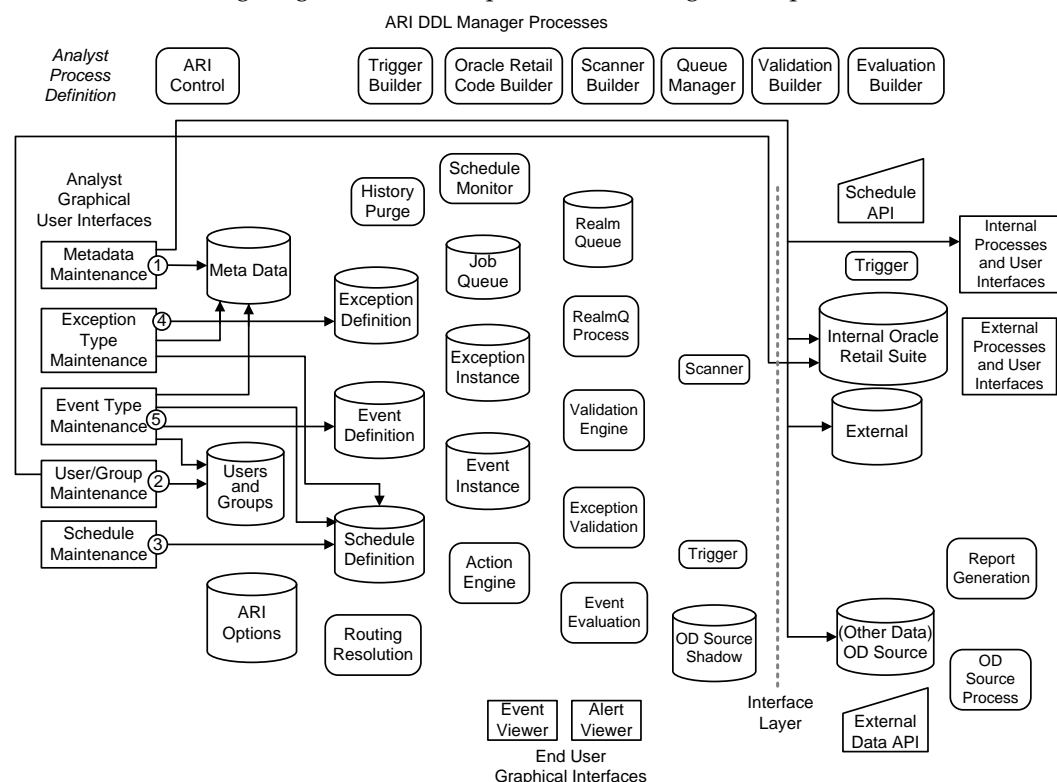 ARI DDL Manager Processes
Analyst
Process
Definition
ARI
Control
Trigger
Builder
Oracle Retail
Code Builder
Scanner
Builder
Queue
Manager
Validation
Builder
Evaluation
Builder
Analyst
Graphical
User Interfaces
History
Purge
Schedule
Monitor
Realm
Queue
Schedule
API
Metadata
Maintenance
1
Meta Data
Job
Queue
Trigger
Internal
Processes
and User
Interfaces
Exception
Type
Maintenance
4
Exception
Definition
RealmQ
Process
Exception
Instance
Scanner
Internal Oracle
Retail Suite
External
Processes
and User
Interfaces
Event Type
Maintenance
5
Event
Definition
Validation
Engine
External
User/Group
Maintenance
2
Users
and
Groups
Event
Instance
Exception
Validation
Schedule
Maintenance
3
Schedule
Definition
Action
Engine
Trigger
Report
Generation
ARI
Options
Routing
Resolution
Event
Evaluation
OD Source
Shadow
(Other Data)
OD Source
OD
Source
Process
Event
Viewer
Alert
Viewer
Interface
Layer
External
Data API
End User
Graphical Interfaces